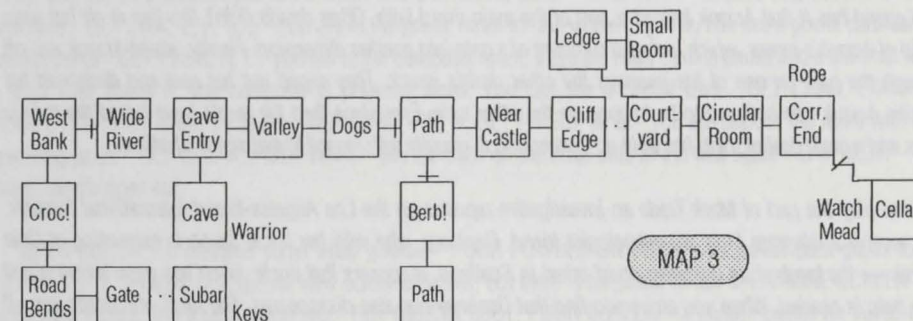 Ledge
Small
Room
Rope
West
Bank
Wide
River
Cave
Entry
Valley
Dogs
Path
Near
Castle
Cliff
Edge
Court-
yard
Circular
Room
Corr.
End
Croc!
Cave
Warrior
Berb!
Watch
Mead
Cella
MAP 3
Road
Bends
Gate
Subar
Keys
Path